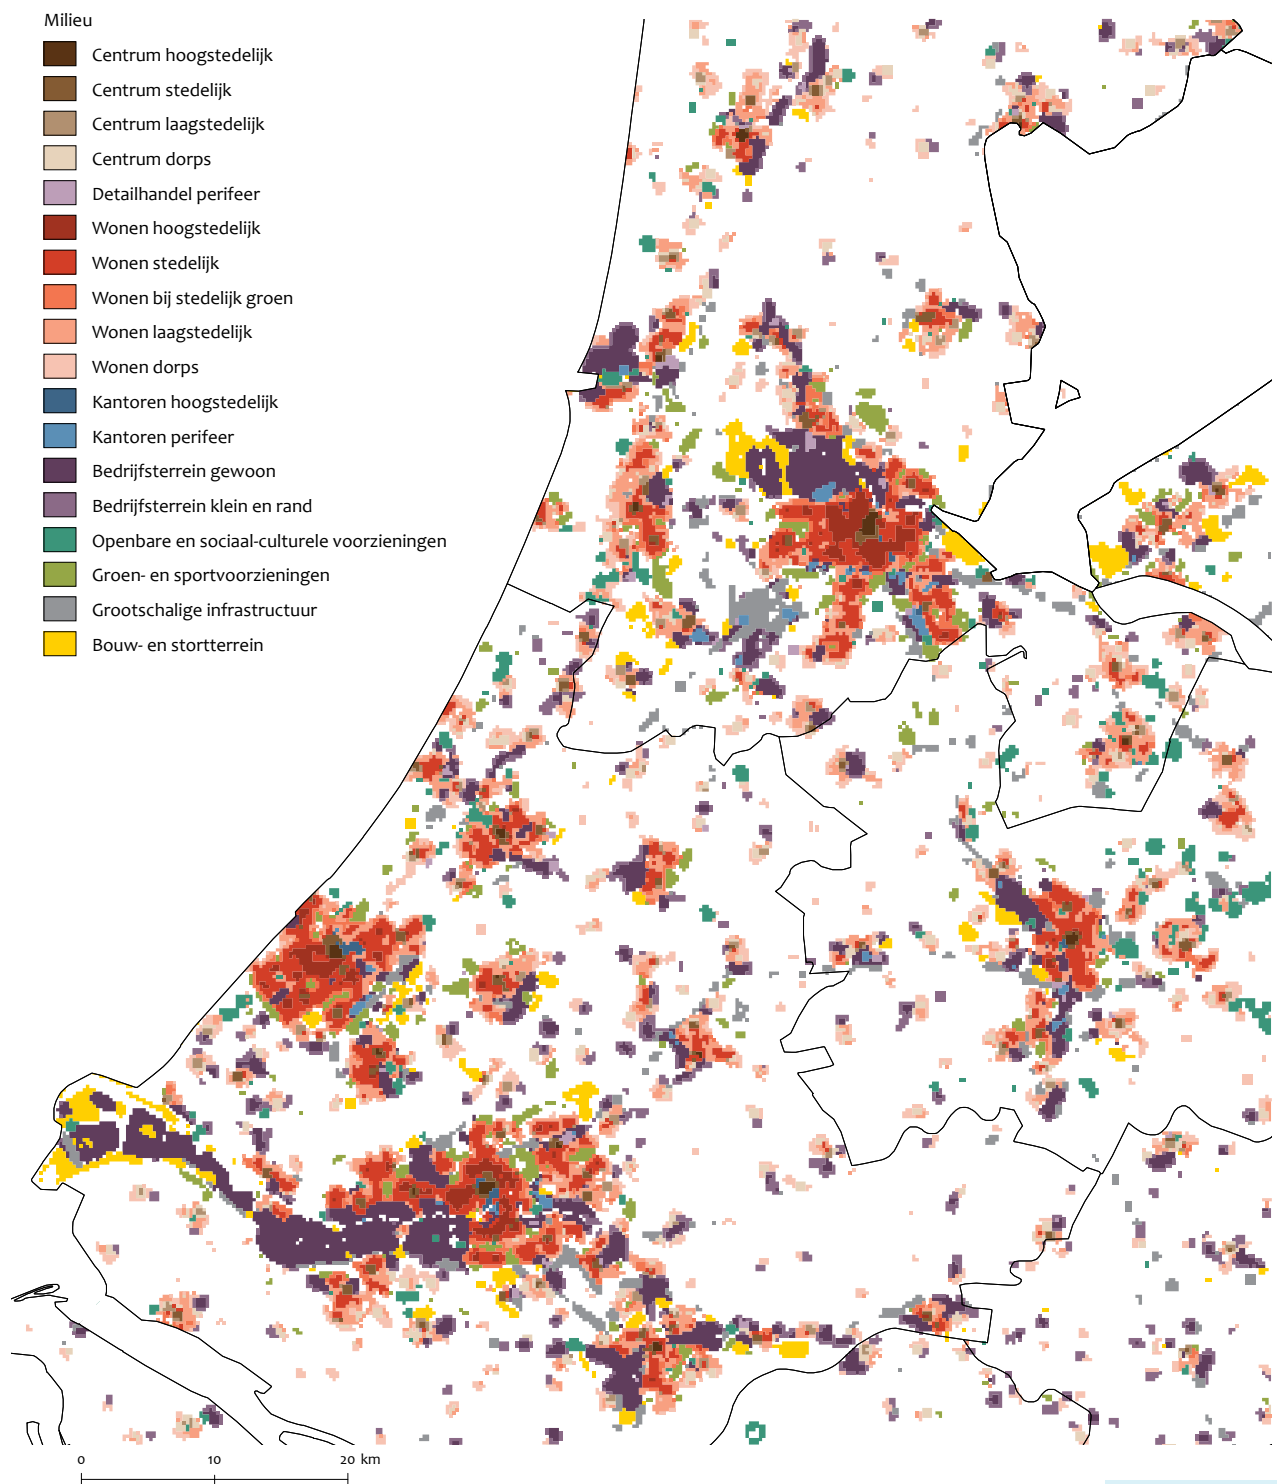 Milieu
Centrum hoogstedelijk
Centrum stedelijk
Centrum laagstedelijk
Centrum dorps
Detailhandel perifeer
Wonen hoogstedelijk
Wonen stedelijk
Wonen bij stedelijk groen
Wonen laagstedelijk
Wonen dorps
Kantoren hoogstedelijk
Kantoren perifeer
Bedrijfsterrein gewoon
Bedrijfsterrein klein en rand
Openbare en sociaal-culturele voorzieningen
Groen- en sportvoorzieningen
Grootschalige infrastructuur
Bouw- en stortterrein
0 10 20 km